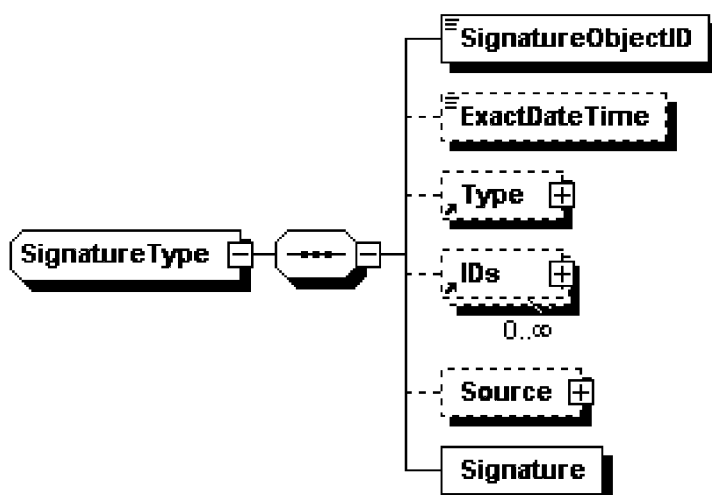 SignatureObjectID
ExactDateTime
Type
SignatureType
IDs
0..∞
Source
Signature